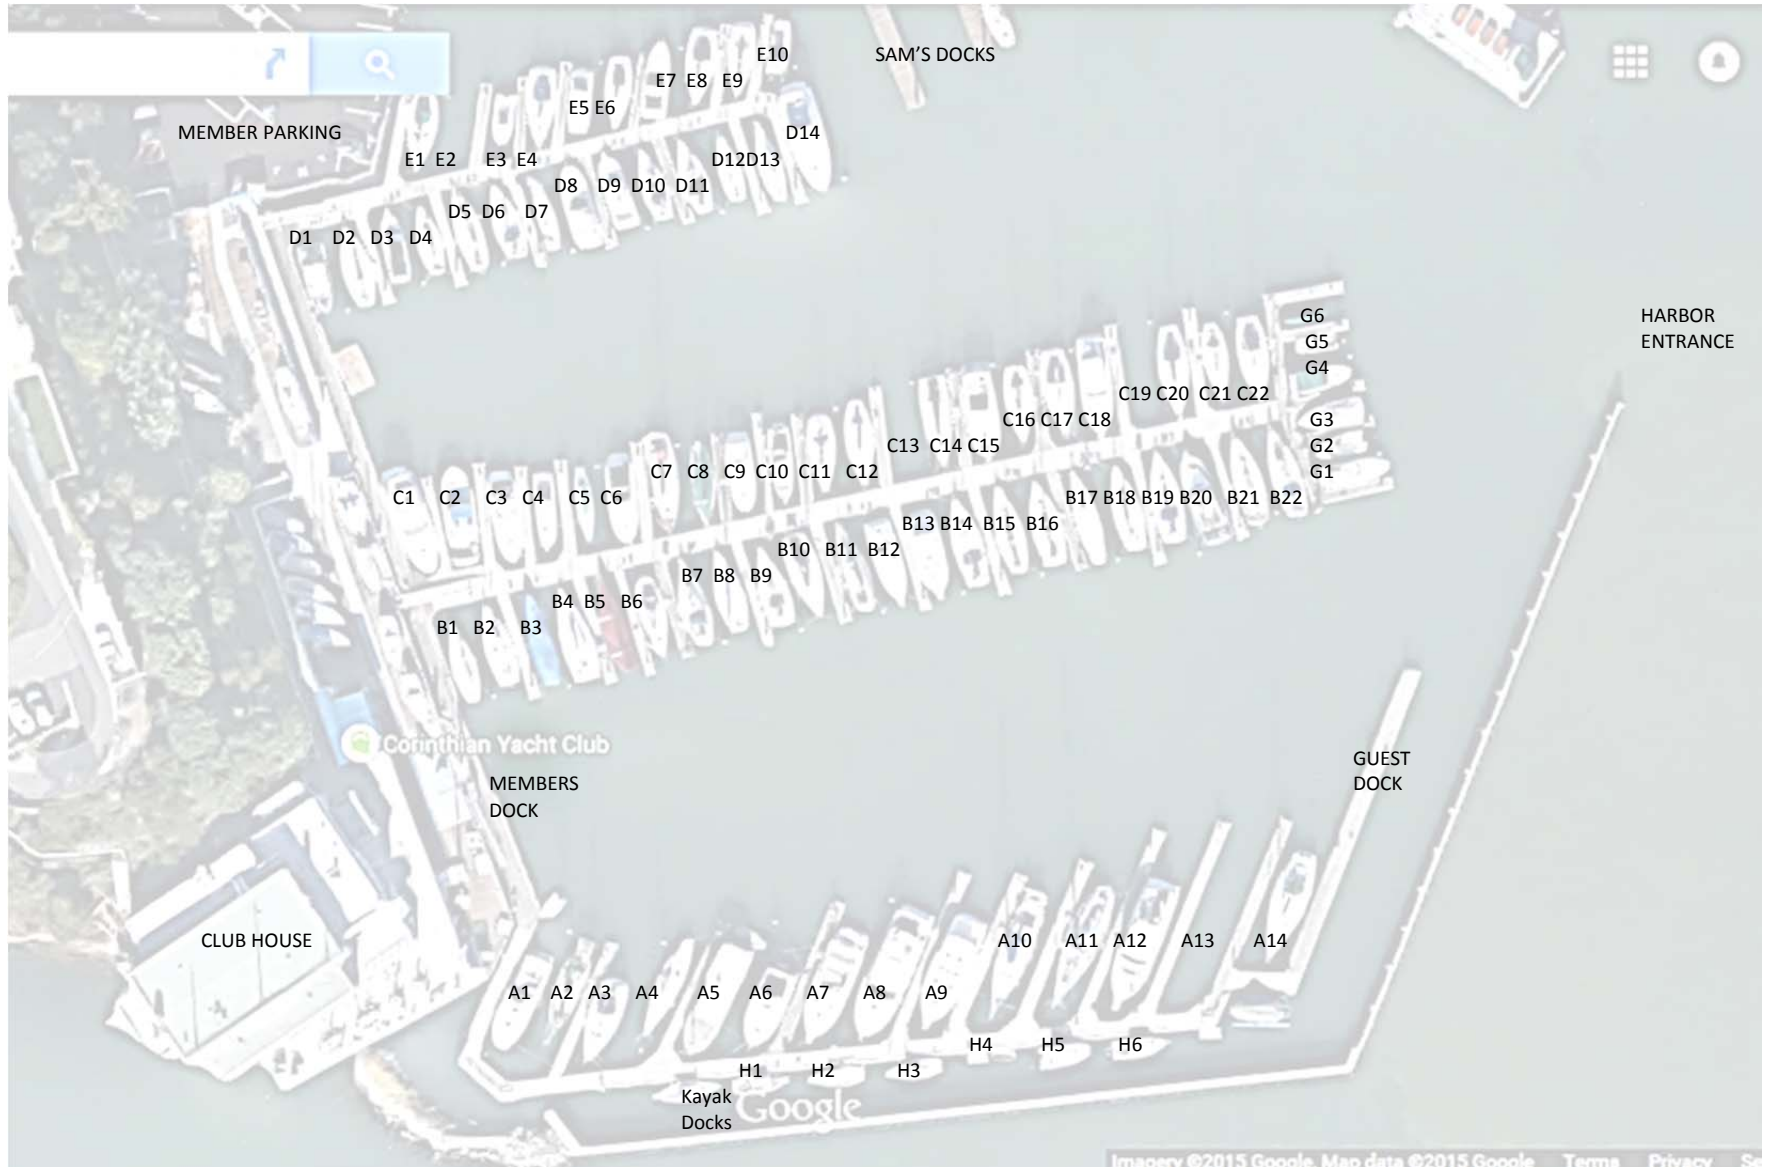 E10 SAM'S DOCKS
E7 E8 E9
E5 E6
MEMBER PARKING D14
E1 E2 E3 E4 D12 D13
D8 D9 D10 D11
D5 D6 D7
D1 D2 D3 D4
G6 HARBOR
G5 ENTRANCE
G4
C19 C20 C21 C22
C16 C17 C18 G3
C13 C14 C15 G2
C7 C8 C9 C10 C11 C12 G1
C1 C2 C3 C4 C5 C6 B17 B18 B19 B20 B21 B22
B13 B14 B15 B16
B10 B11 B12
B7 B8 B9
B4 B5 B6
B1 B2 B3
Corinthian Yacht Club
GUEST
DOCK
MEMBERS
DOCK
CLUB HOUSE A10 A11 A12 A13 A14
A1 A2 A3 A4 A5 A6 A7 A8 A9
H4 H5 H6
H1 H2 H3
Kayak
Docks
Google
Imagery ©2015 Google, Map data ©2015 Google Terms Privacy Se